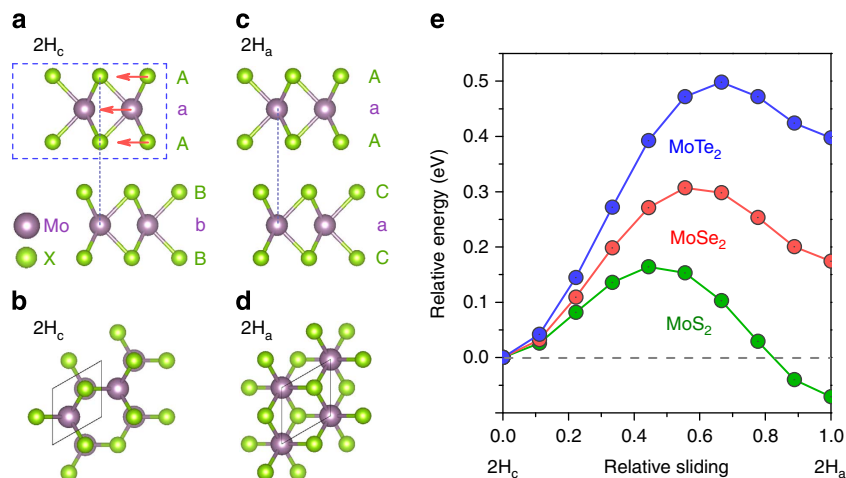 a
2Hc
A
a
A
B
b
B
Mo
X
c
2Ha
A
a
A
C
a
C
b
2Hc
d
2Ha
e
Relative energy (eV)
0.5
0.4
0.3
0.2
0.1
0.0
MoTe2
MoSe2
MoS2
0.0 0.2 0.4 0.6 0.8 1.0
2Hc Relative sliding 2Ha